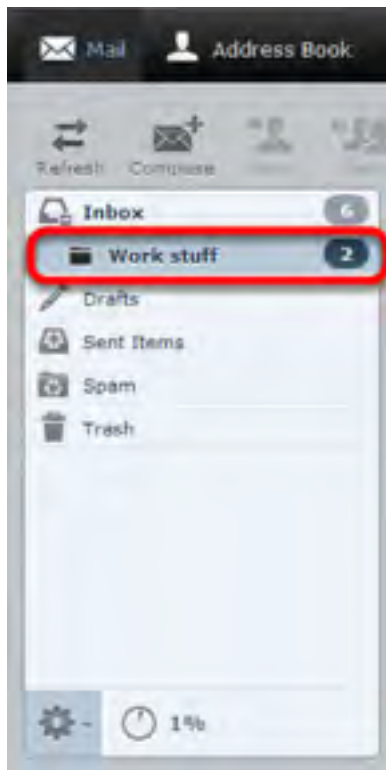 Mail Address Book
Refresh Compose
Inbox 6
Work stuff 2
Drafts
Sent Items
Spam
Trash
1%